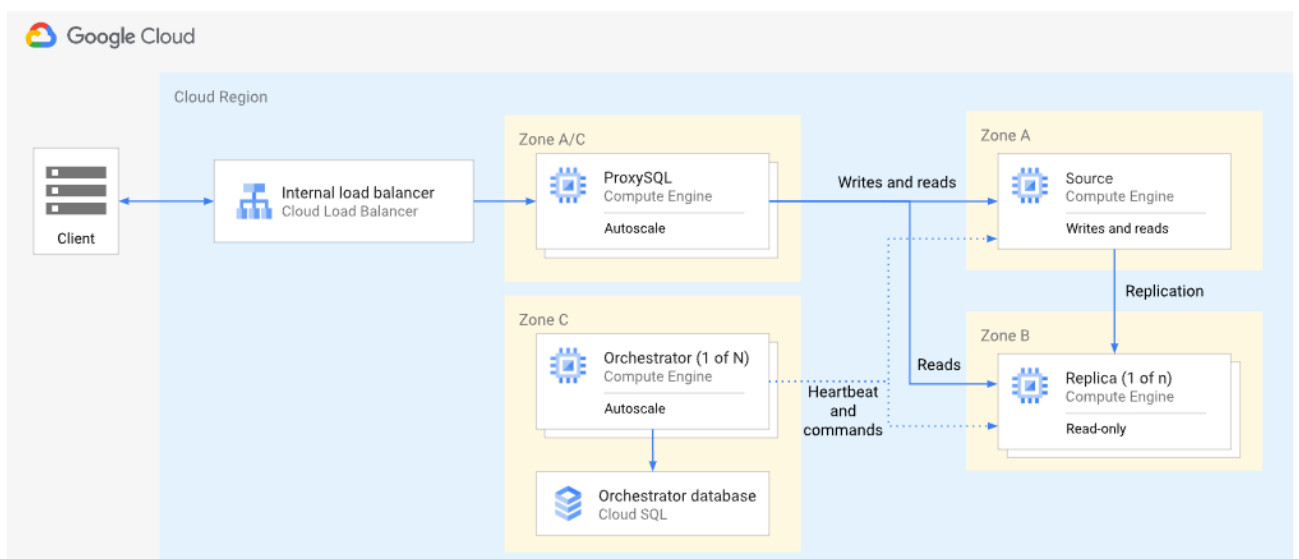 Google Cloud
Cloud Region
Client
Internal load balancer
Cloud Load Balancer
Zone A/C
ProxySQL
Compute Engine
Autoscale
Writes and reads
Zone A
Source
Compute Engine
Writes and reads
Replication
Zone C
Orchestrator (1 of N)
Compute Engine
Autoscale
Heartbeat
and
commands
Reads
Zone B
Replica (1 of n)
Compute Engine
Read-only
Orchestrator database
Cloud SQL